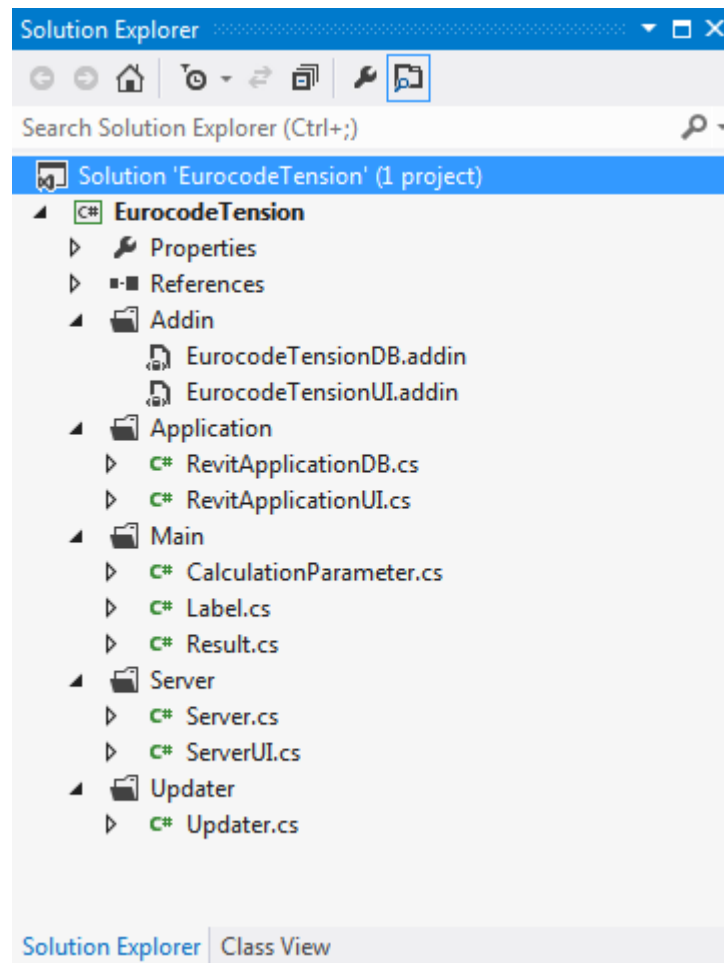 Solution Explorer
Search Solution Explorer (Ctrl+;)
Solution 'EurocodeTension' (1 project)
C# EurocodeTension
Properties
References
Addin
EurocodeTensionDB.addin
EurocodeTensionUI.addin
Application
C# RevitApplicationDB.cs
C# RevitApplicationUI.cs
Main
C# CalculationParameter.cs
C# Label.cs
C# Result.cs
Server
C# Server.cs
C# ServerUI.cs
Updater
C# Updater.cs
Solution Explorer Class View